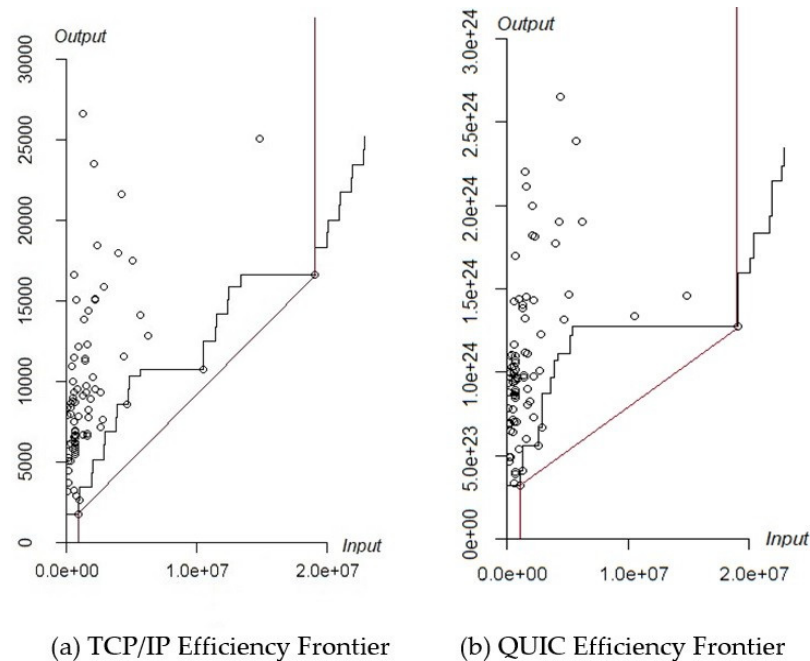 Output
30000
25000
20000
15000
10000
5000
0
Input
0.0e+00 1.0e+07 2.0e+07
(a) TCP/IP Efficiency Frontier
Output
3.0e+24
2.5e+24
2.0e+24
1.5e+24
1.0e+24
5.0e+23
0e+00
Input
0.0e+00 1.0e+07 2.0e+07
(b) QUIC Efficiency Frontier